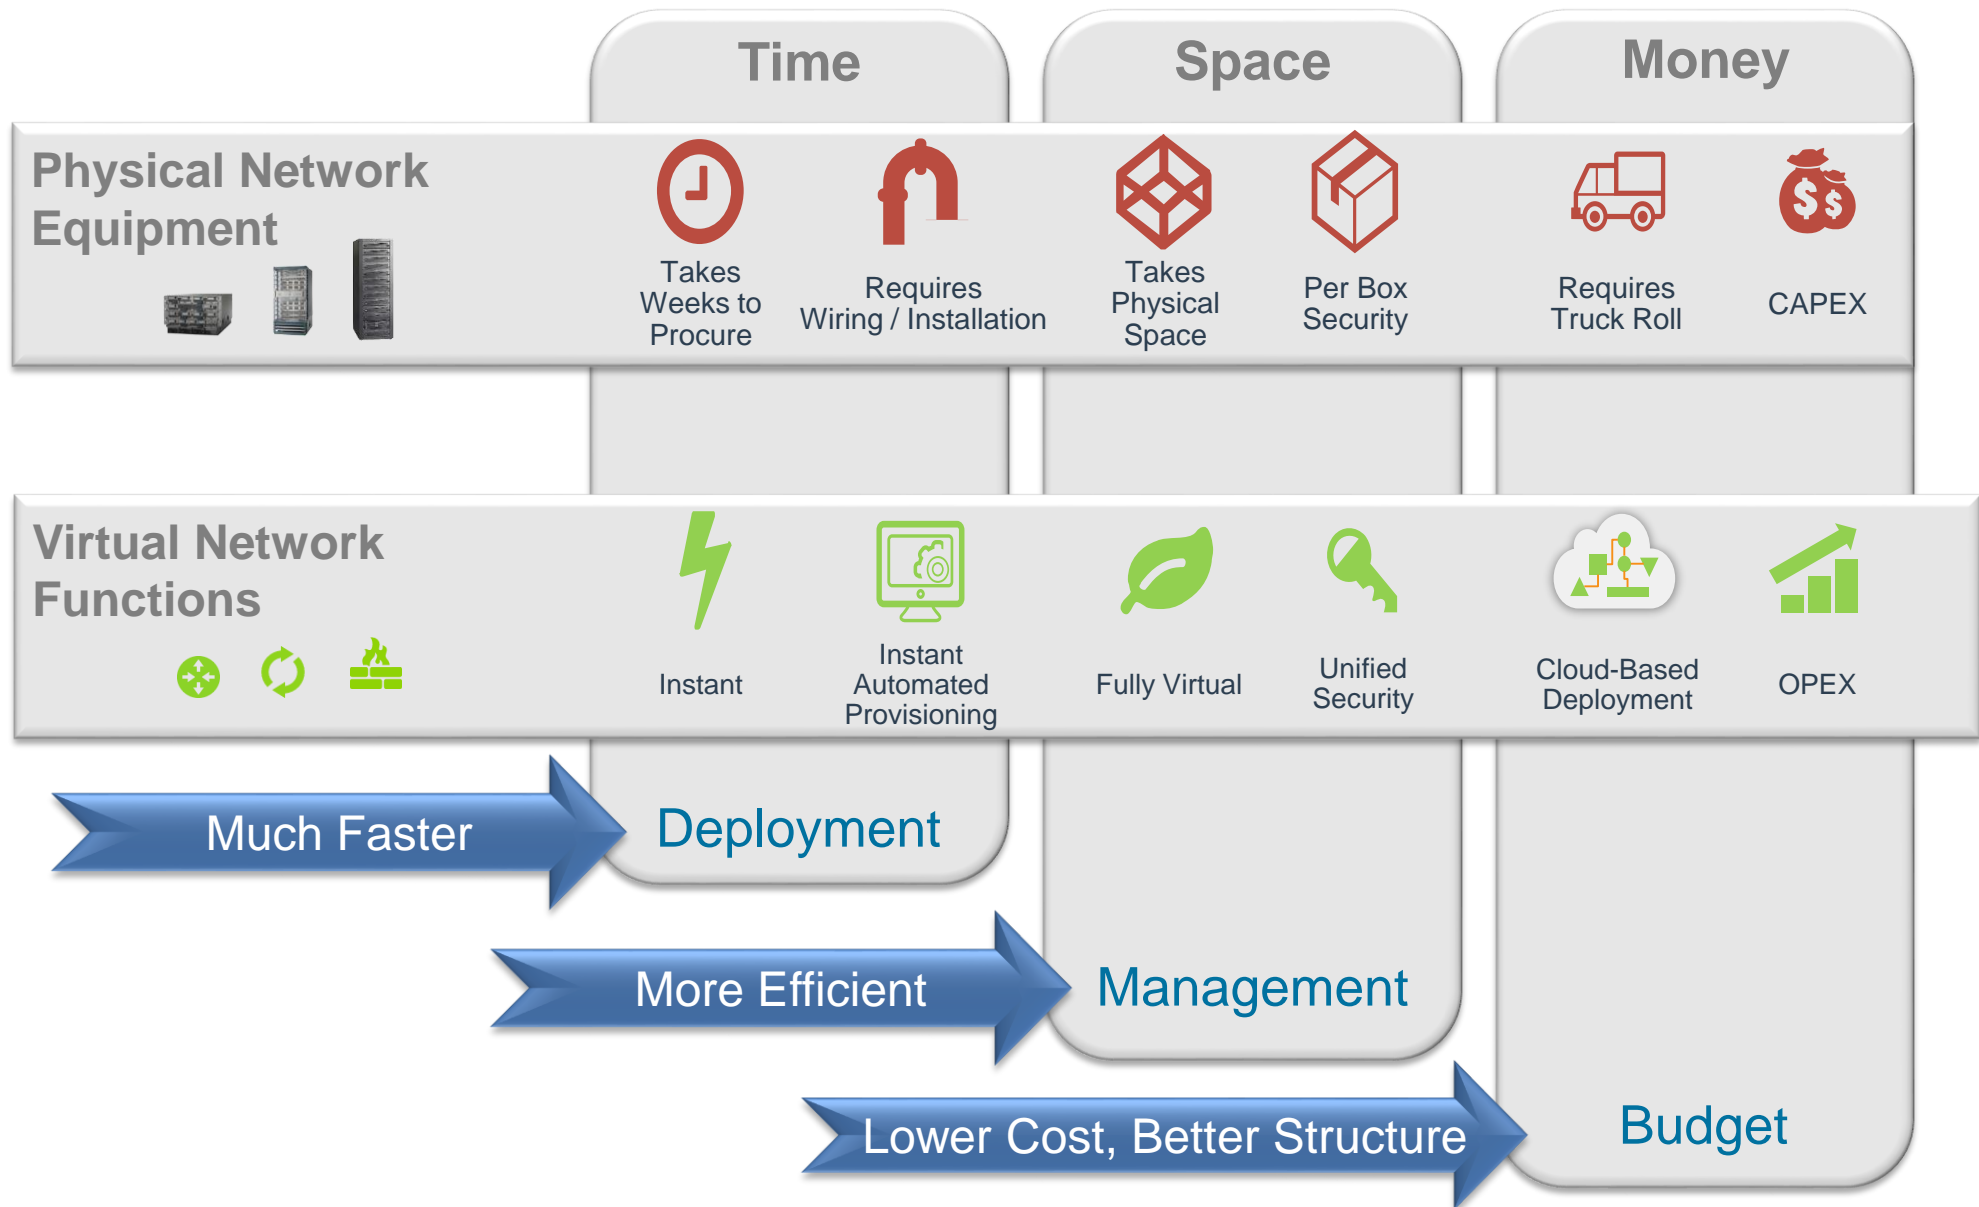 Time
Space
Money
Physical Network
Equipment
Takes
Weeks to
Procure
Requires
Wiring / Installation
Takes
Physical
Space
Per Box
Security
Requires
Truck Roll
CAPEX
Virtual Network
Functions
Instant
Instant
Automated
Provisioning
Fully Virtual
Unified
Security
Cloud-Based
Deployment
OPEX
Much Faster
Deployment
More Efficient
Management
Lower Cost, Better Structure
Budget